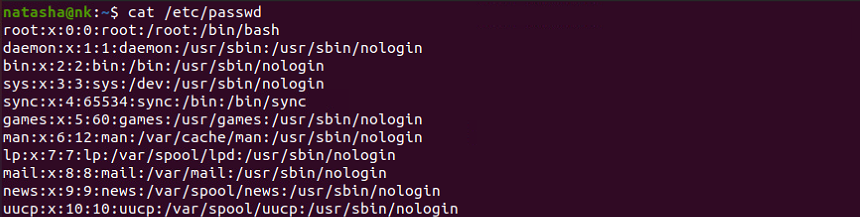 natasha@nk:~$ cat /etc/passwd
root:x:0:0:root:/root:/bin/bash
daemon:x:1:1:daemon:/usr/sbin:/usr/sbin/nologin
bin:x:2:2:bin:/bin:/usr/sbin/nologin
sys:x:3:3:sys:/dev:/usr/sbin/nologin
sync:x:4:65534:sync:/bin:/bin/sync
games:x:5:60:games:/usr/games:/usr/sbin/nologin
man:x:6:12:man:/var/cache/man:/usr/sbin/nologin
lp:x:7:7:lp:/var/spool/lpd:/usr/sbin/nologin
mail:x:8:8:mail:/var/mail:/usr/sbin/nologin
news:x:9:9:news:/var/spool/news:/usr/sbin/nologin
uucp:x:10:10:uucp:/var/spool/uucp:/usr/sbin/nologin